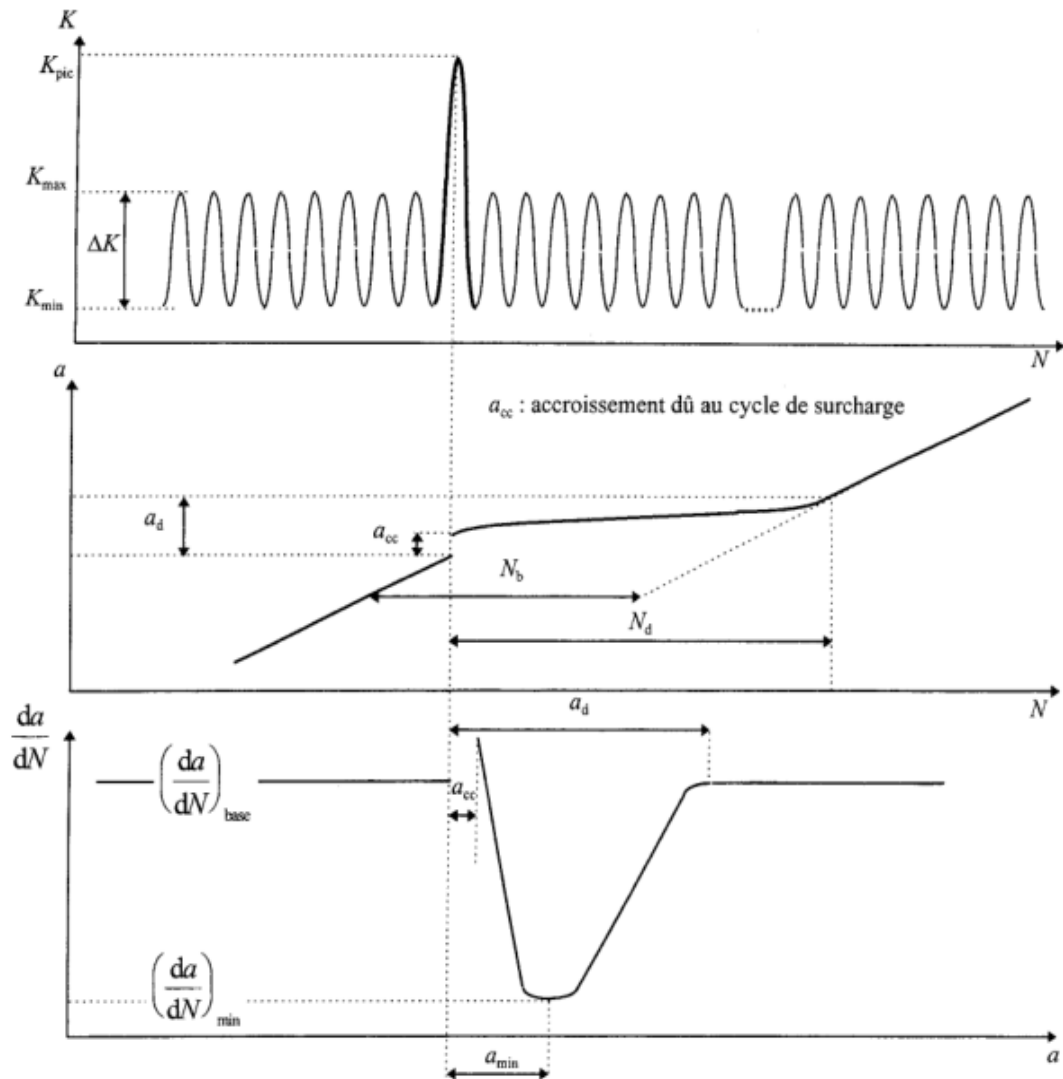 K
K_pic
K_max
ΔK
K_min
N
a
a_cc : accroissement dû au cycle de surcharge
a_d
a_cc
N_b
N_d
a_d
N
da/dN
(da/dN)_base
a_cc
(da/dN)_min
a_min
a